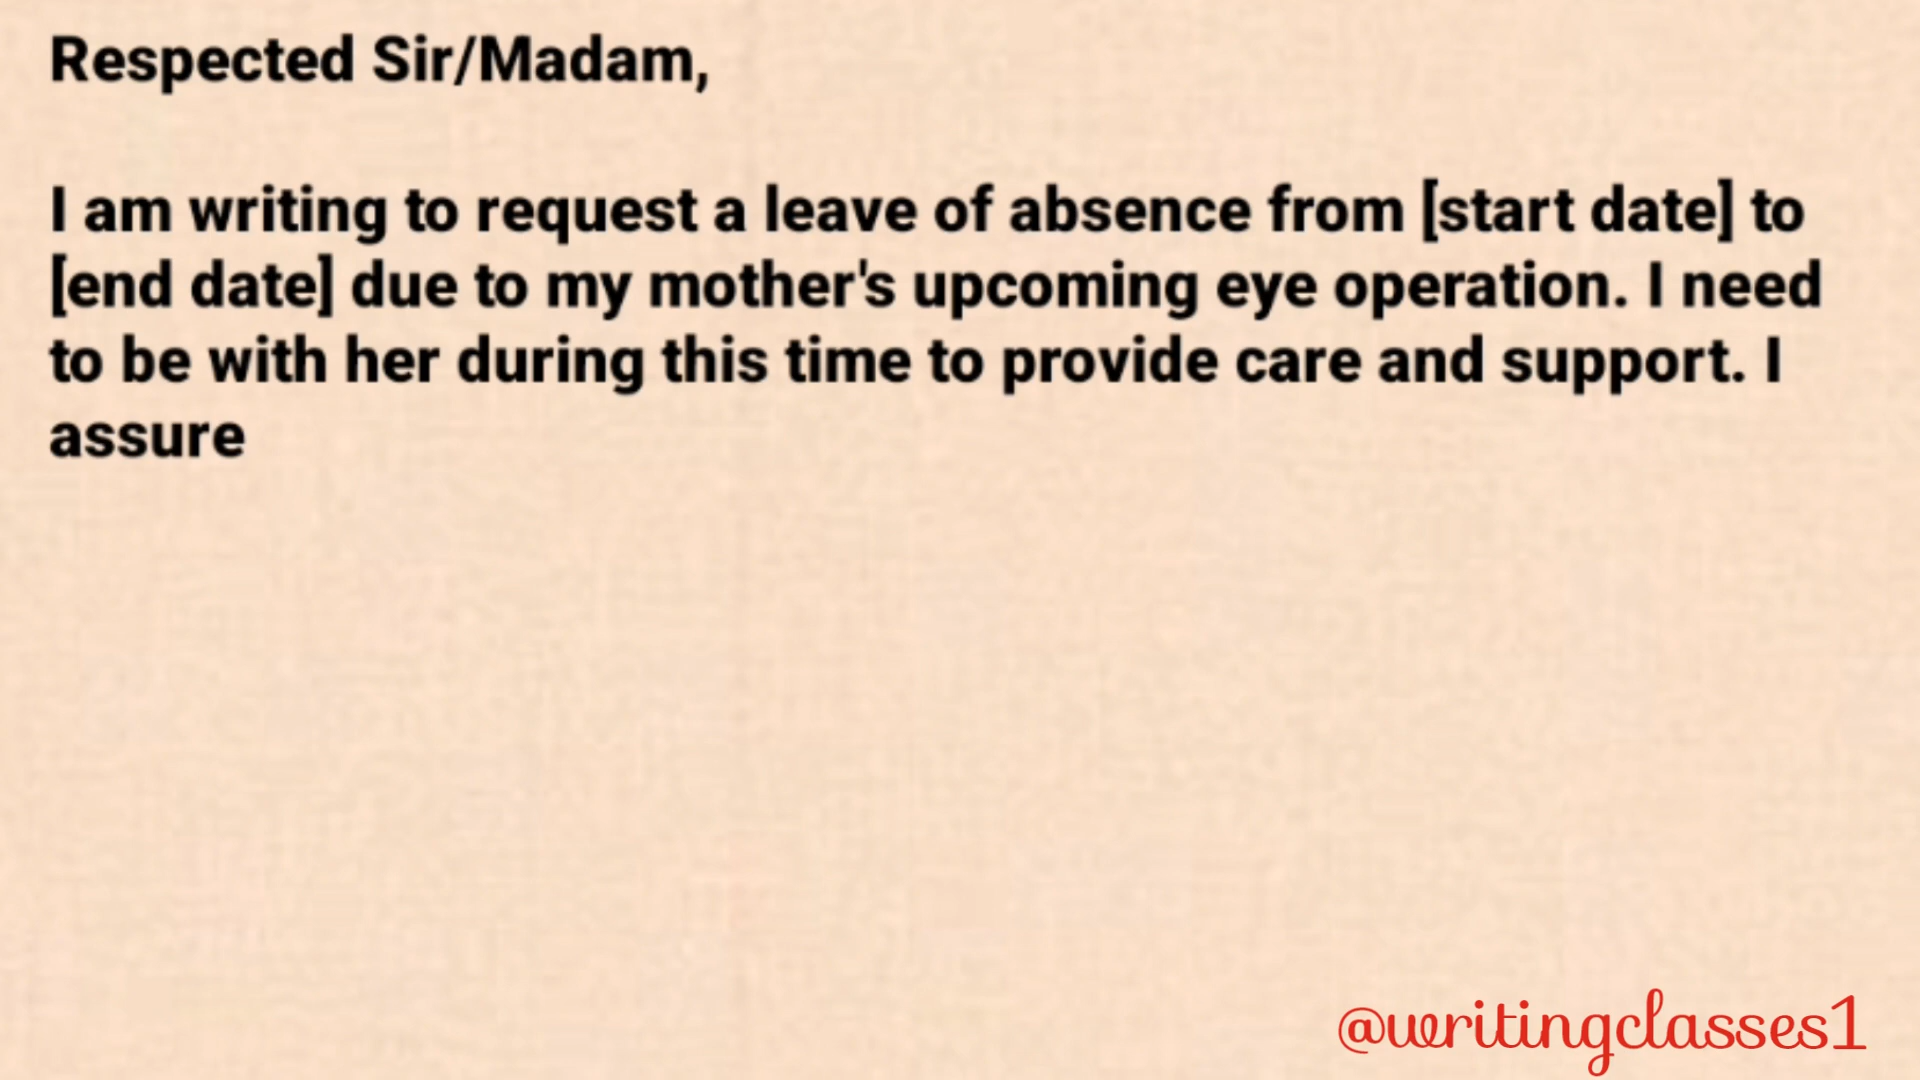 Respected Sir/Madam,
I am writing to request a leave of absence from [start date] to
[end date] due to my mother's upcoming eye operation. I need
to be with her during this time to provide care and support. I
assure
@writingclasses1